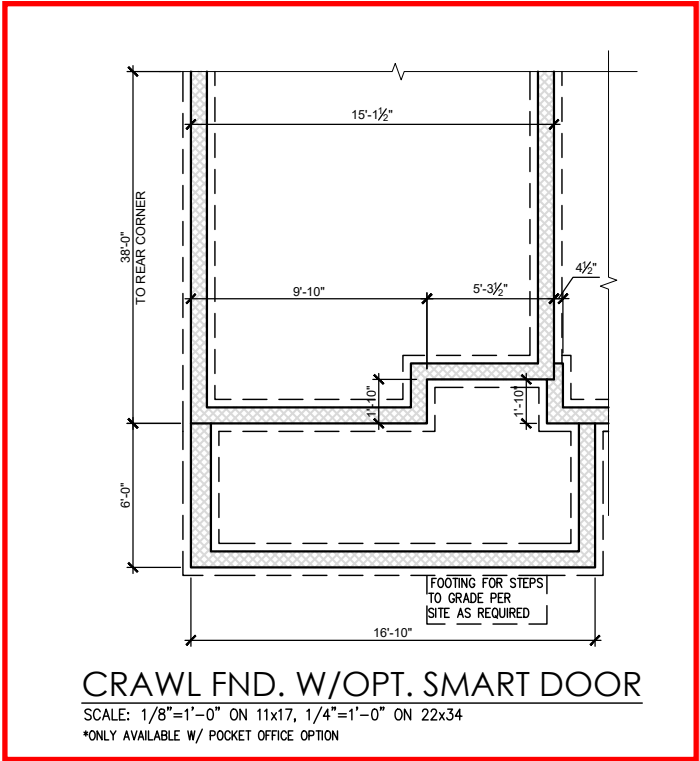 15'-1½"
38'-0"
TO REAR CORNER
4½"
9'-10"
5'-3½"
1'-10"
1'-10"
6'-0"
FOOTING FOR STEPS
TO GRADE PER
SITE AS REQUIRED
16'-10"
CRAWL FND. W/OPT. SMART DOOR
SCALE: 1/8"=1'-0" ON 11x17, 1/4"=1'-0" ON 22x34
*ONLY AVAILABLE W/ POCKET OFFICE OPTION